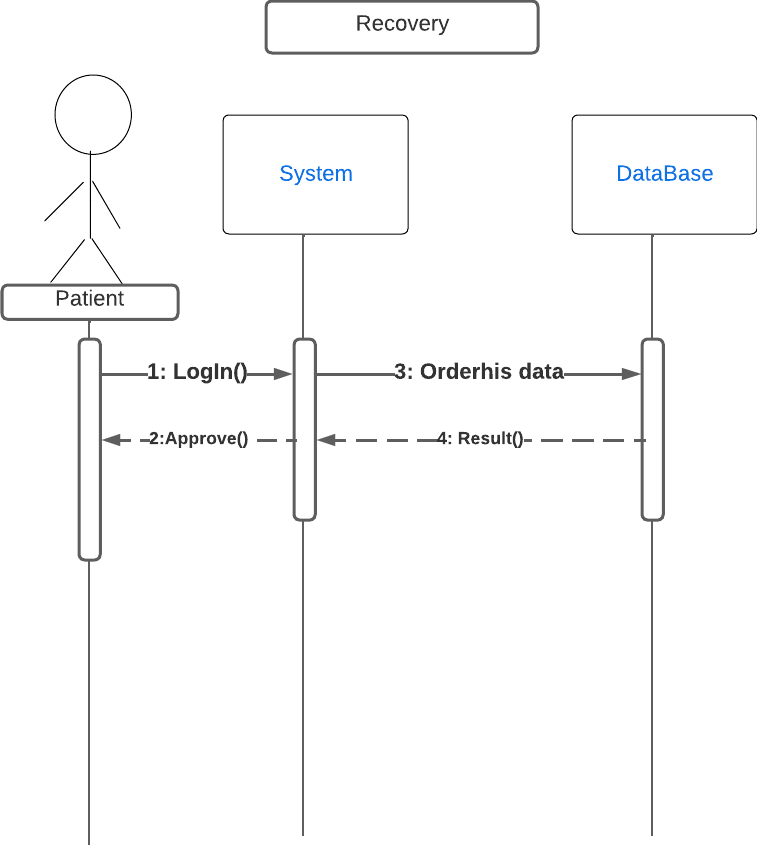 Recovery
System
DataBase
Patient
1: LogIn()
3: Orderhis data
2:Approve()
4: Result()